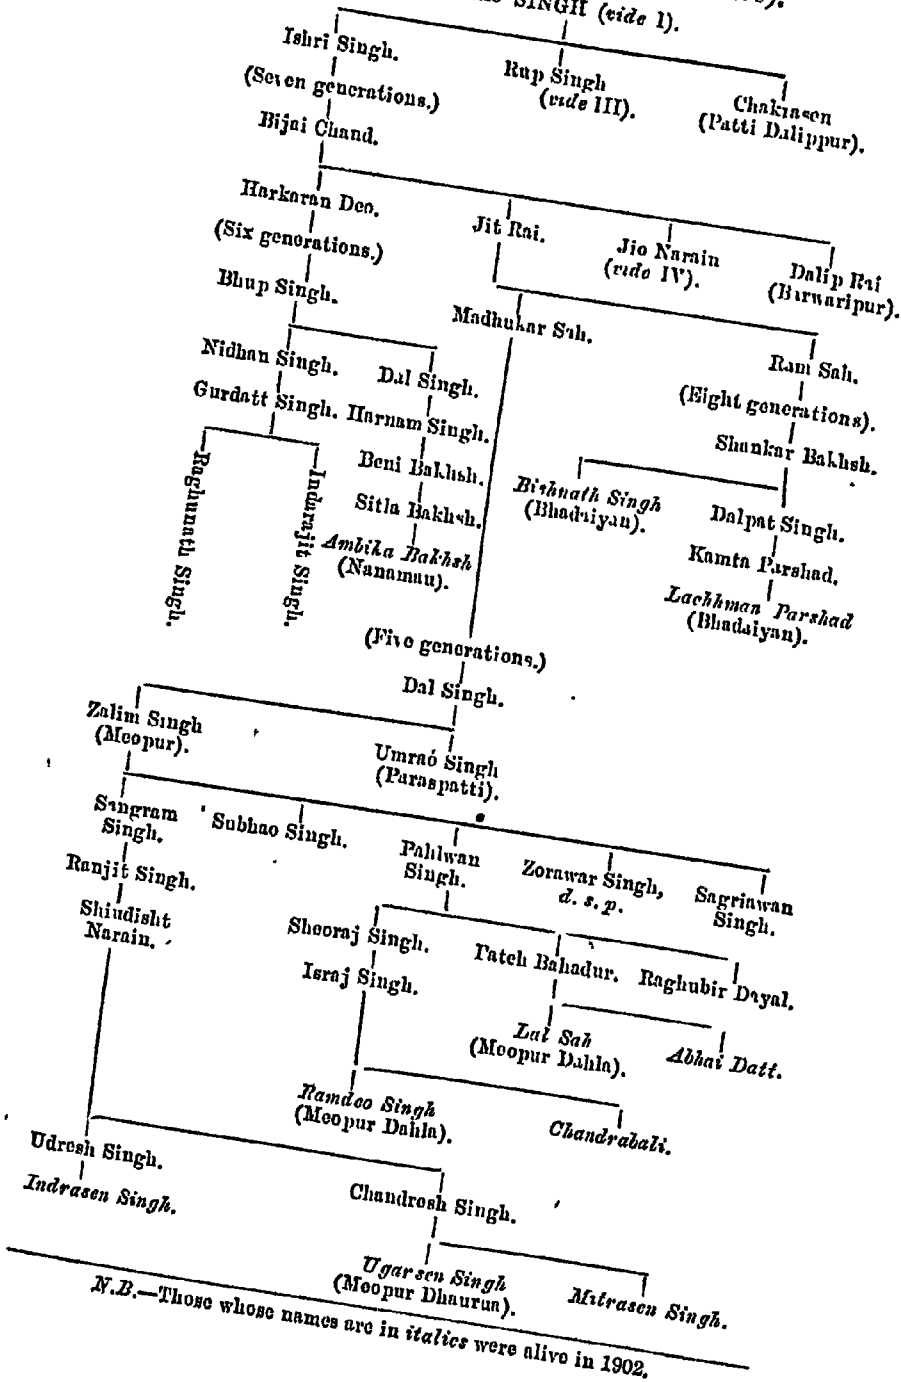 SINGH (vide I).
Ishri Singh.
Rup Singh
(vide III).
Chakrasen
(Patti Dalippur).
(Seven generations.)
Bijai Chand.
Harkaran Deo.
Jit Rai.
Jio Narain
(vide IV).
Dalip Rai
(Birwaripur).
(Six generations.)
Bhup Singh.
Madhukar Sah.
Ram Sah.
Nidhan Singh.
Dal Singh.
(Eight generations).
Gurdatt Singh.
Harnam Singh.
Shankar Bakhsh.
Raghunath Singh.
Indarajit Singh.
Beni Bakhsh.
Bishnath Singh
(Bhadaiyan).
Dalpat Singh.
Sitla Bakhsh.
Kamta Parshad.
Ambika Bakhsh
(Nanamau).
Lachhman Parshad
(Bhadaiyan).
(Five generations.)
Dal Singh.
Zalim Singh
(Meopur).
Umrao Singh
(Paraspatti).
Sangram
Singh.
Subhao Singh.
Pahlwan
Singh.
Zorawar Singh,
d. s. p.
Sagriawan
Singh.
Ranjit Singh.
Shiudisht
Narain.
Sheoraj Singh.
Fateh Bahadur.
Raghubir Dayal.
Israj Singh.
Lal Sah
(Meopur Dahla).
Abhai Datt.
Ramdeo Singh
(Meopur Dahla).
Chandrabali.
Udresh Singh.
Indrasen Singh.
Chandresh Singh.
Ugarsen Singh
(Meopur Dhaurua).
Mitrasen Singh.
N.B.—Those whose names are in italics were alive in 1902.